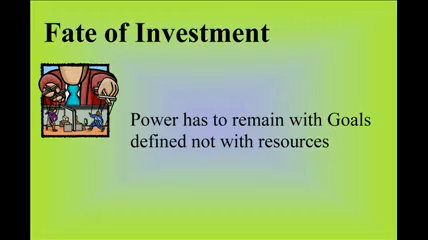 Fate of Investment
Power has to remain with Goals
defined not with resources